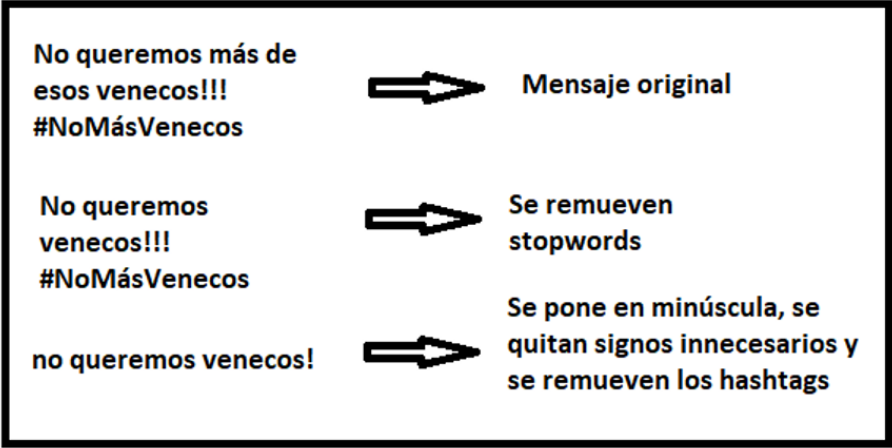 No queremos más de
esos venecos!!!
#NoMásVenecos
Mensaje original
No queremos
venecos!!!
#NoMásVenecos
Se remueven
stopwords
no queremos venecos!
Se pone en minúscula, se
quitan signos innecesarios y
se remueven los hashtags